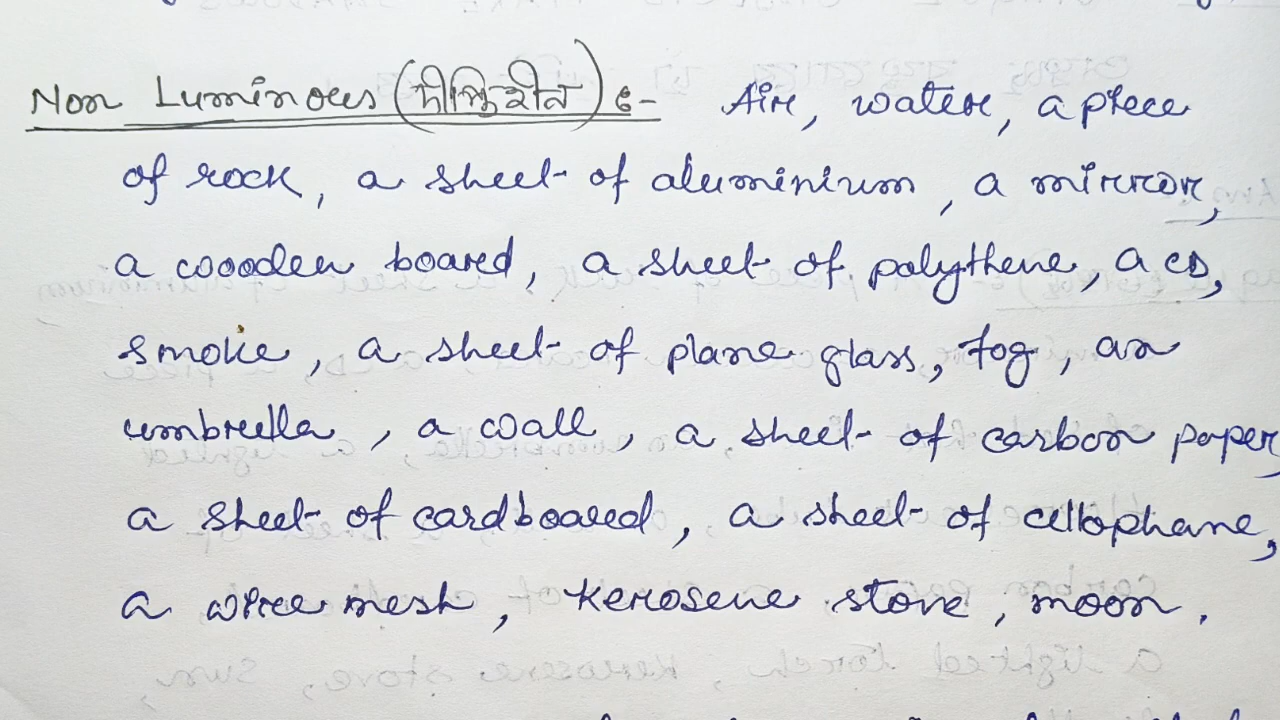 Non Luminous (দীপ্তিহীন) ঃ- Air, water, a piece
of rock, a sheet of aluminium, a mirror,
a wooden board, a sheet of polythene, a CD,
smoke, a sheet of plane glass, fog, an
umbrella, a wall, a sheet of carbon paper,
a sheet of cardboard, a sheet of cellophane,
a wire mesh, kerosene stove, moon.